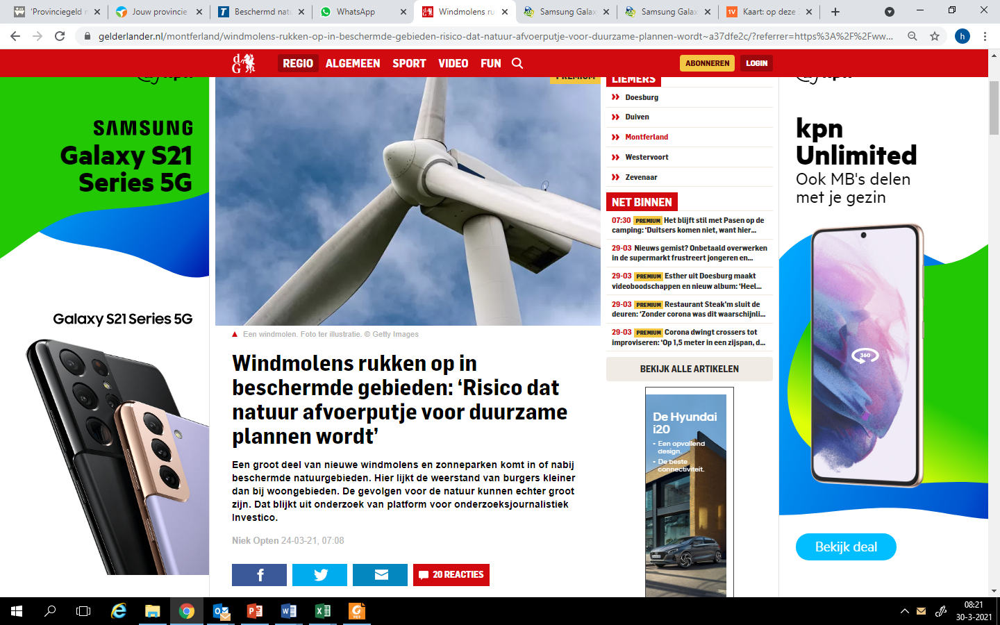 'Provinciegeld n
Jouw provincie
Beschermd natu
WhatsApp
Windmolens ru
Samsung Galax
Samsung Galax
Kaart: op deze
gelderlander.nl/montferland/windmolens-rukken-op-in-beschermde-gebieden-risico-dat-natuur-afvoerputje-voor-duurzame-plannen-wordt~a37dfe2c/?referrer=https%3A%2F%2Fww...
h
dG
REGIO
ALGEMEEN
SPORT
VIDEO
FUN
ABONNEREN
LOGIN
SAMSUNG
Galaxy S21
Series 5G
Galaxy S21 Series 5G
PREMIUM
Een windmolen. Foto ter illustratie. © Getty Images
Windmolens rukken op in
beschermde gebieden: ‘Risico dat
natuur afvoerputje voor duurzame
plannen wordt’
Een groot deel van nieuwe windmolens en zonneparken komt in of nabij
beschermde natuurgebieden. Hier lijkt de weerstand van burgers kleiner
dan bij woongebieden. De gevolgen voor de natuur kunnen echter groot
zijn. Dat blijkt uit onderzoek van platform voor onderzoeksjournalistiek
Investico.
Niek Opten 24-03-21, 07:08
20 REACTIES
LIEMERS
Doesburg
Duiven
Montferland
Westervoort
Zevenaar
NET BINNEN
07:30 PREMIUM Het blijft stil met Pasen op de
camping: ‘Duitsers komen niet, want hier...
29-03 Nieuws gemist? Onbetaald overwerken
in de supermarkt frustreert jongeren en...
29-03 PREMIUM Esther uit Doesburg maakt
videoboodschappen en nieuw album: ‘Heel...
29-03 PREMIUM Restaurant Steak'm sluit de
deuren: ‘Zonder corona was dit waarschijnli...
29-03 PREMIUM Corona dwingt crossers tot
improviseren: ‘Op 1,5 meter in een zijspan, d...
BEKIJK ALLE ARTIKELEN
De Hyundai
i20
- Een opvallend
design.
- De beste
connectiviteit.
kpn
Unlimited
Ook MB's delen
met je gezin
360
Bekijk deal
08:21
30-3-2021